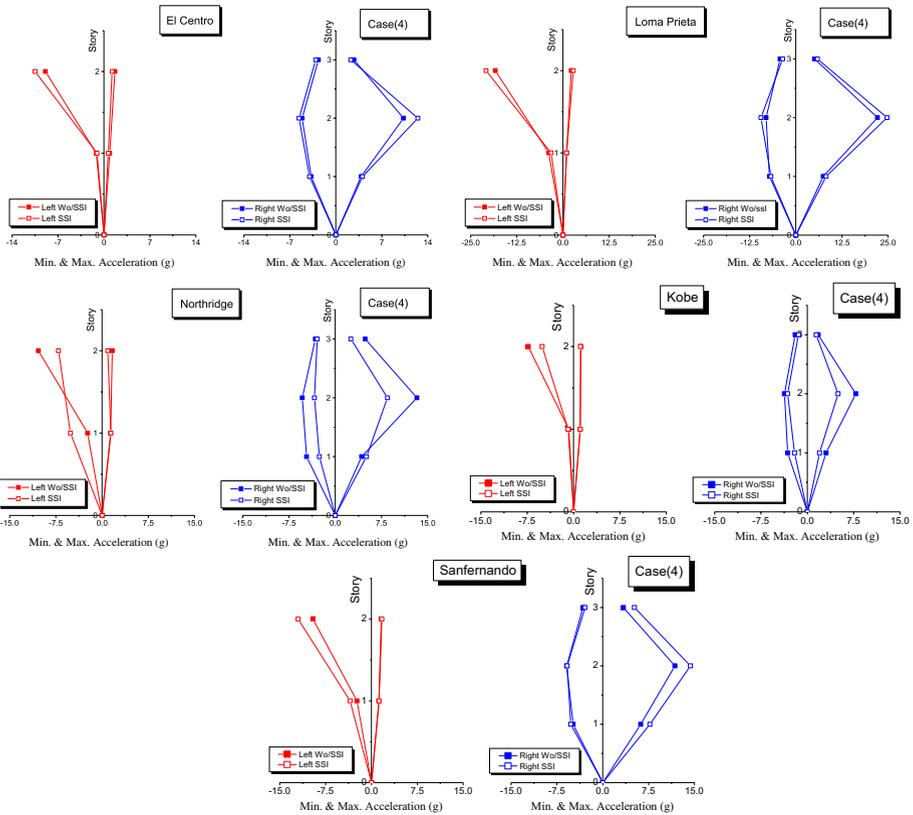 El Centro
Case(4)
Story
3
2
1
0
Left Wo/SSI
Left SSI
-14 -7 0 7 14
Min. & Max. Acceleration (g)
Story
3
2
1
0
Right Wo/SSI
Right SSI
-14 -7 0 7 14
Min. & Max. Acceleration (g)
Loma Prieta
Case(4)
Story
2
1
0
Left Wo/SSI
Left SSI
-25.0 -12.5 0.0 12.5 25.0
Min. & Max. Acceleration (g)
Story
3
2
1
0
Right Wo/ssl
Right SSI
-25.0 -12.5 0.0 12.5 25.0
Min. & Max. Acceleration (g)
Northridge
Case(4)
Story
2
1
0
Left Wo/SSI
Left SSI
-15.0 -7.5 0.0 7.5 15.0
Min. & Max. Acceleration (g)
Story
3
2
1
0
Right Wo/SSI
Right SSI
-15.0 -7.5 0.0 7.5 15.0
Min. & Max. Acceleration (g)
Kobe
Case(4)
Story
2
1
0
Left Wo/SSI
Left SSI
-15.0 -7.5 0.0 7.5 15.0
Min. & Max. Acceleration (g)
Story
3
2
1
0
Right Wo/SSI
Right SSI
-15.0 -7.5 0.0 7.5 15.0
Min. & Max. Acceleration (g)
Sanfernando
Case(4)
Story
2
1
0
Left Wo/SSI
Left SSI
-15.0 -7.5 0.0 7.5 15.0
Min. & Max. Acceleration (g)
Story
3
2
1
0
Right Wo/SSI
Right SSI
-15.0 -7.5 0.0 7.5 15.0
Min. & Max. Acceleration (g)